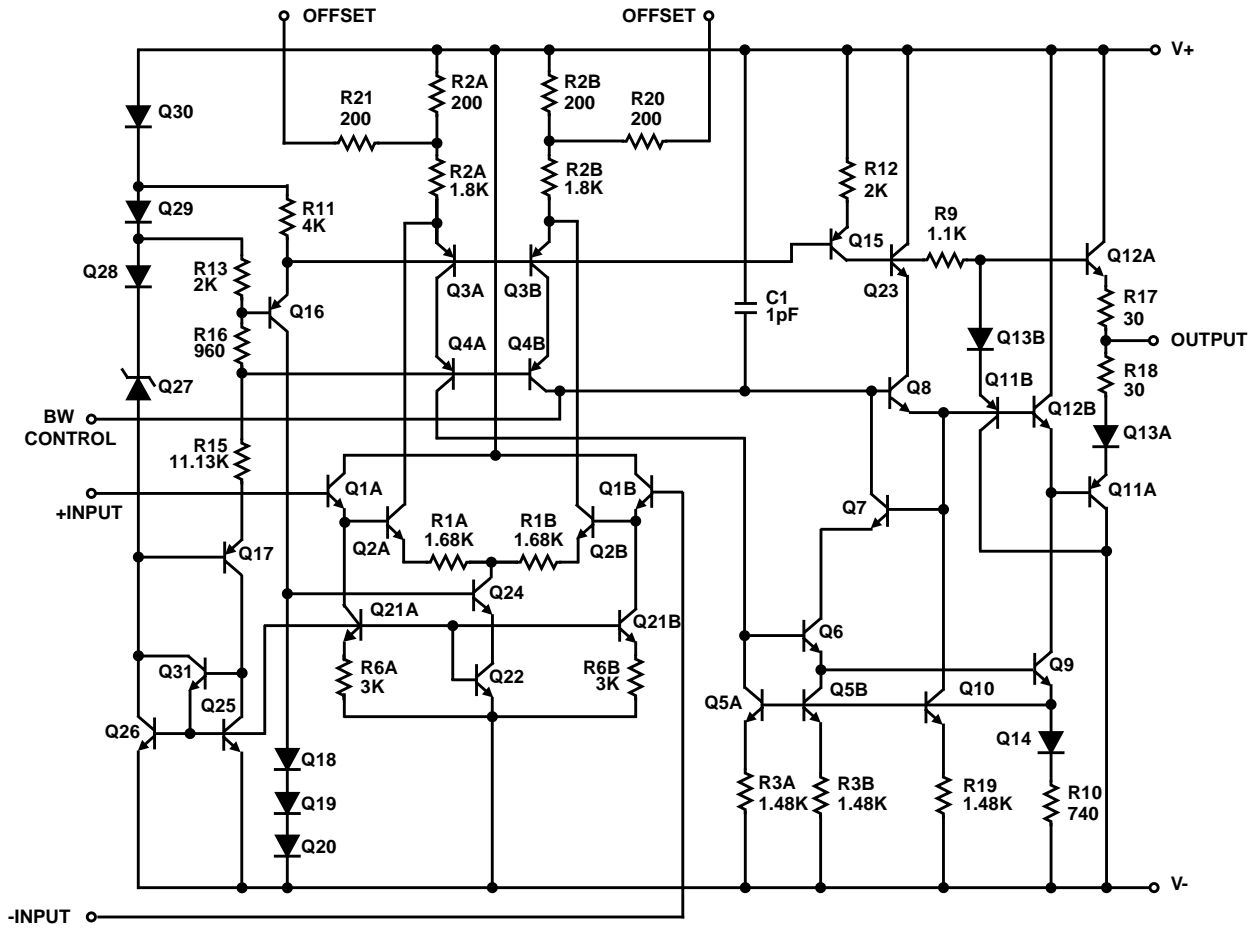 OFFSET
OFFSET
V+
R2A
200
R2B
200
R21
200
R20
200
Q30
R2A
1.8K
R2B
1.8K
R12
2K
Q29
R11
4K
R9
1.1K
Q28
R13
2K
Q15
Q12A
Q3A
Q3B
Q23
R17
30
Q16
C1
1pF
R16
960
Q4A
Q4B
Q13B
OUTPUT
Q27
Q11B
R18
30
Q8
BW
CONTROL
Q12B
Q13A
R15
11.13K
Q1A
Q1B
Q11A
+INPUT
R1A
1.68K
R1B
1.68K
Q7
Q2A
Q2B
Q17
Q24
Q21A
Q21B
Q6
Q31
R6A
3K
Q22
R6B
3K
Q25
Q5A
Q5B
Q10
Q9
Q26
Q14
Q18
R3A
1.48K
R3B
1.48K
R19
1.48K
R10
740
Q19
Q20
V-
-INPUT